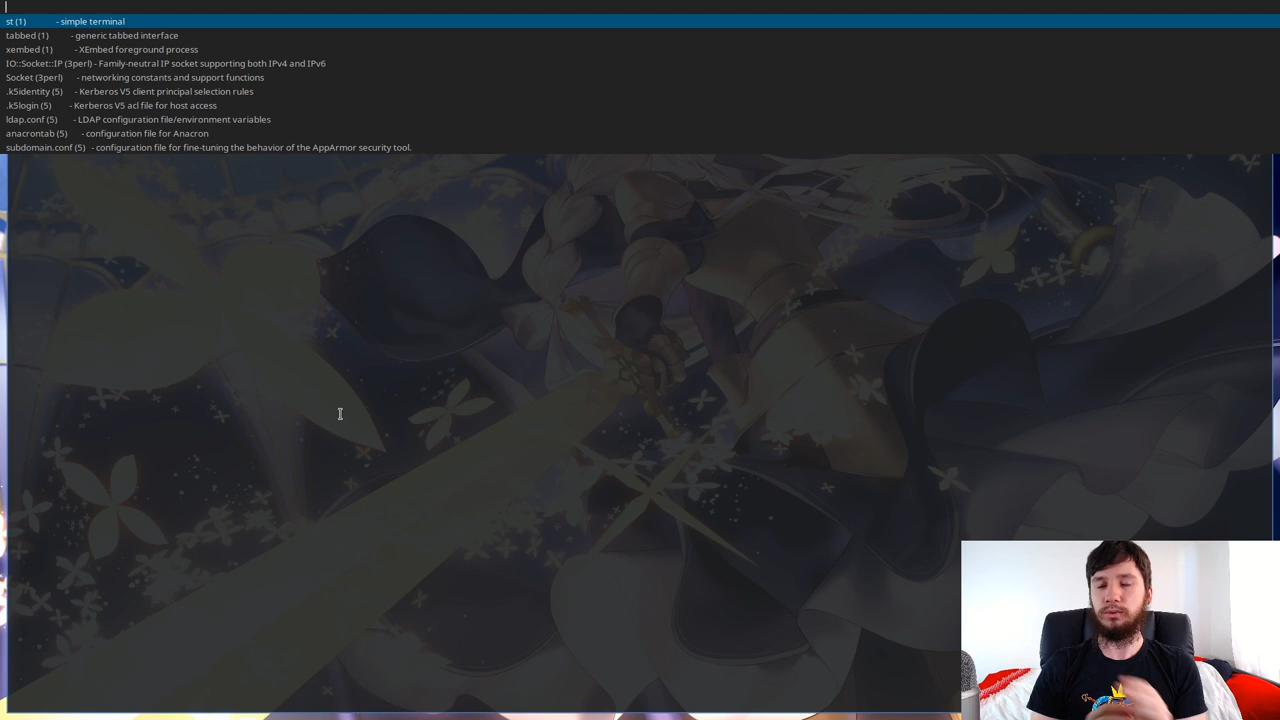 st (1) - simple terminal
tabbed (1) - generic tabbed interface
xembed (1) - XEmbed foreground process
IO::Socket::IP (3perl) - Family-neutral IP socket supporting both IPv4 and IPv6
Socket (3perl) - networking constants and support functions
.k5identity (5) - Kerberos V5 client principal selection rules
.k5login (5) - Kerberos V5 acl file for host access
ldap.conf (5) - LDAP configuration file/environment variables
anacrontab (5) - configuration file for Anacron
subdomain.conf (5) - configuration file for fine-tuning the behavior of the AppArmor security tool.